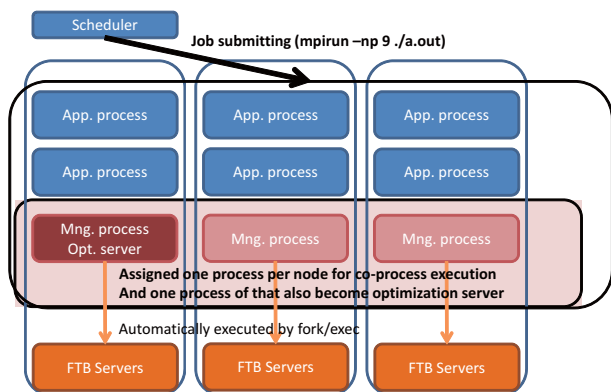 Scheduler
Job submitting (mpirun –np 9 ./a.out)
App. process App. process App. process
App. process App. process App. process
Mng. process
Opt. server
Mng. process Mng. process
Assigned one process per node for co-process execution
And one process of that also become optimization server
Automatically executed by fork/exec
FTB Servers FTB Servers FTB Servers